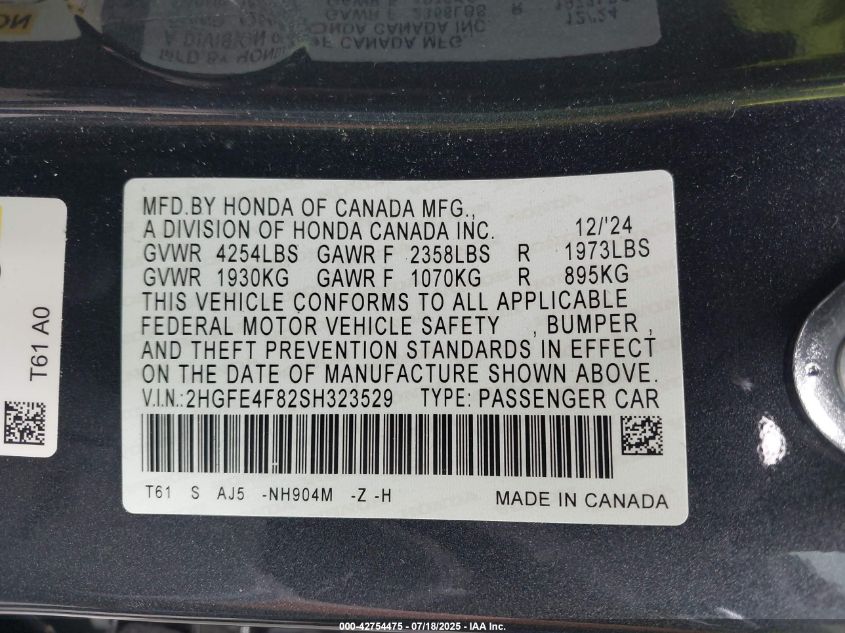 MFD.BY HONDA OF CANADA MFG.,
A DIVISION OF HONDA CANADA INC. 12/'24
GVWR 4254LBS GAWR F 2358LBS R 1973LBS
GVWR 1930KG GAWR F 1070KG R 895KG
THIS VEHICLE CONFORMS TO ALL APPLICABLE
FEDERAL MOTOR VEHICLE SAFETY , BUMPER ,
AND THEFT PREVENTION STANDARDS IN EFFECT
ON THE DATE OF MANUFACTURE SHOWN ABOVE.
V.I.N.: 2HGFE4F82SH323529 TYPE: PASSENGER CAR
T61 S AJ5 -NH904M -Z -H MADE IN CANADA
T61 A0
000-42754475 - 07/18/2025 - IAA Inc.